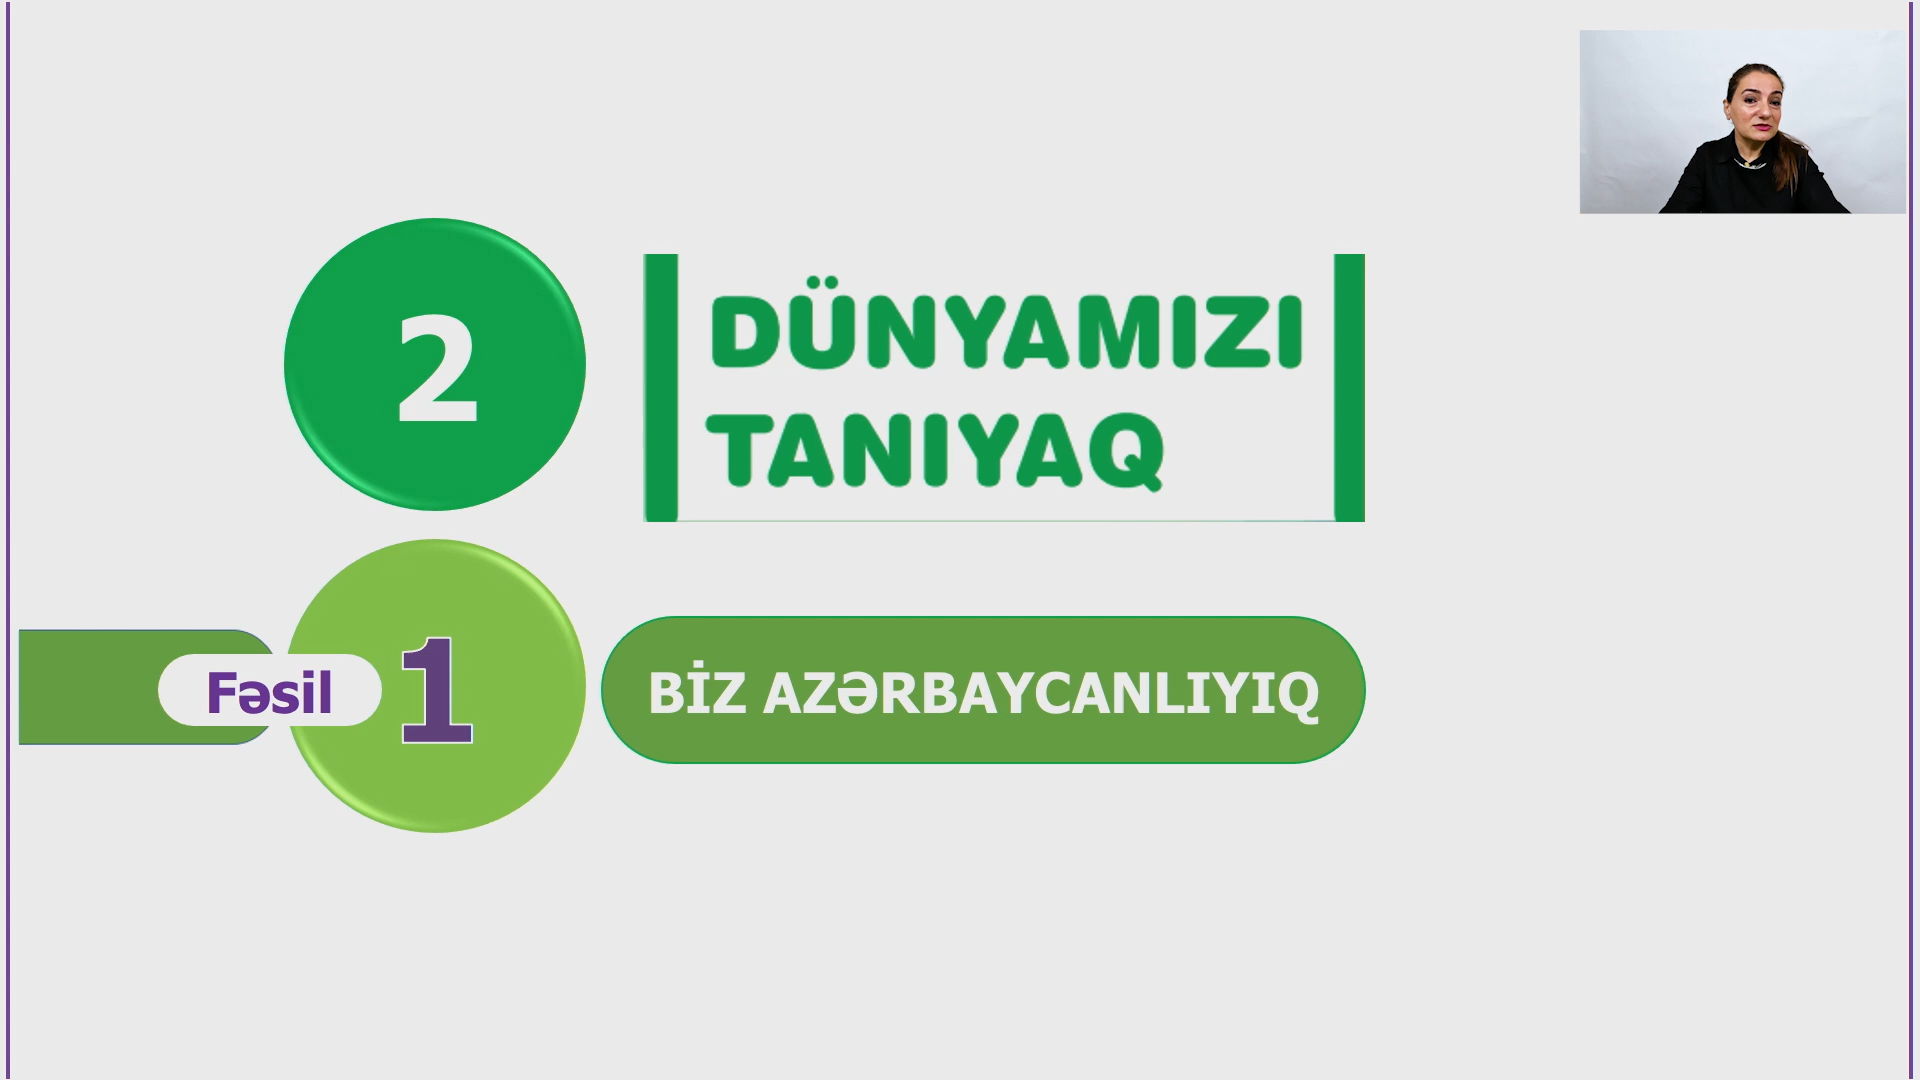 2
DÜNYAMIZI
TANIYAQ
Fəsil 1
BİZ AZƏRBAYCANLIYIQ